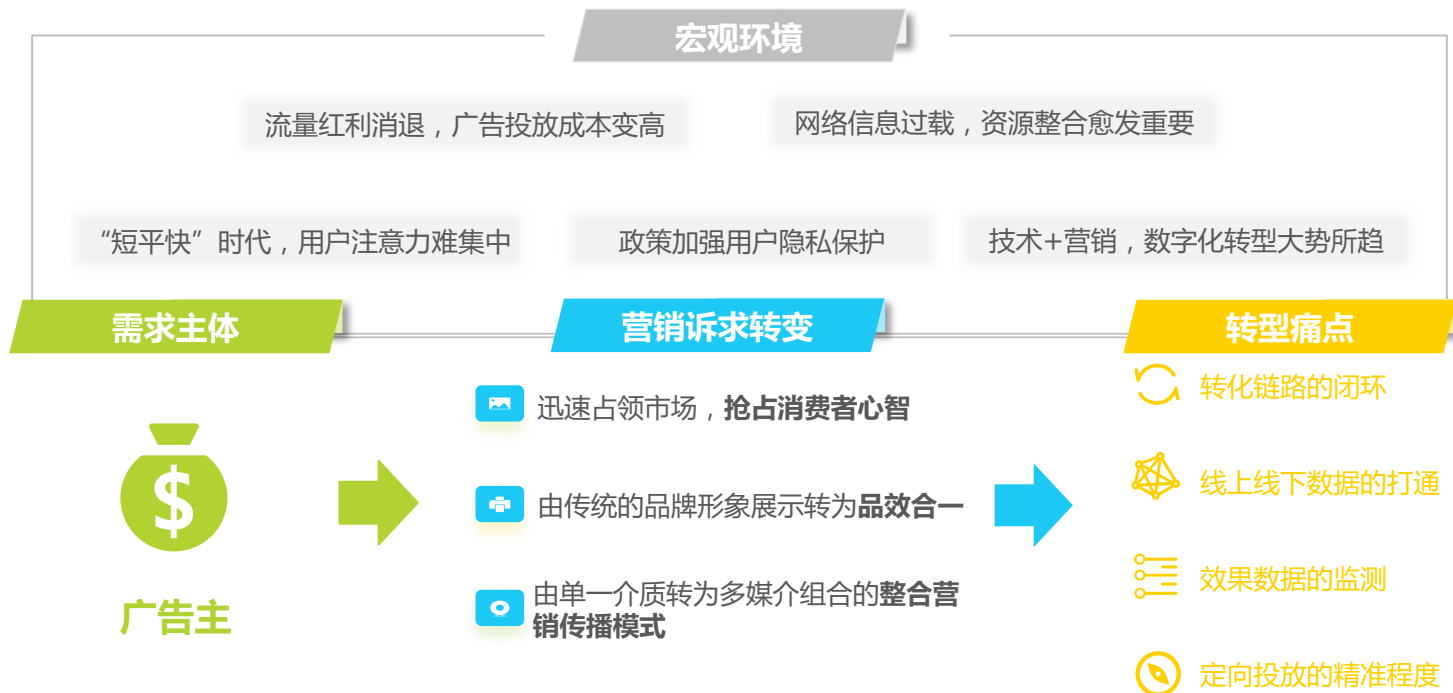 宏观环境
流量红利消退，广告投放成本变高
网络信息过载，资源整合愈发重要
“短平快”时代，用户注意力难集中
政策加强用户隐私保护
技术+营销，数字化转型大势所趋
需求主体
营销诉求转变
转型痛点
$
广告主
迅速占领市场，抢占消费者心智
由传统的品牌形象展示转为品效合一
由单一介质转为多媒介组合的整合营
销传播模式
转化链路的闭环
线上线下数据的打通
效果数据的监测
定向投放的精准程度